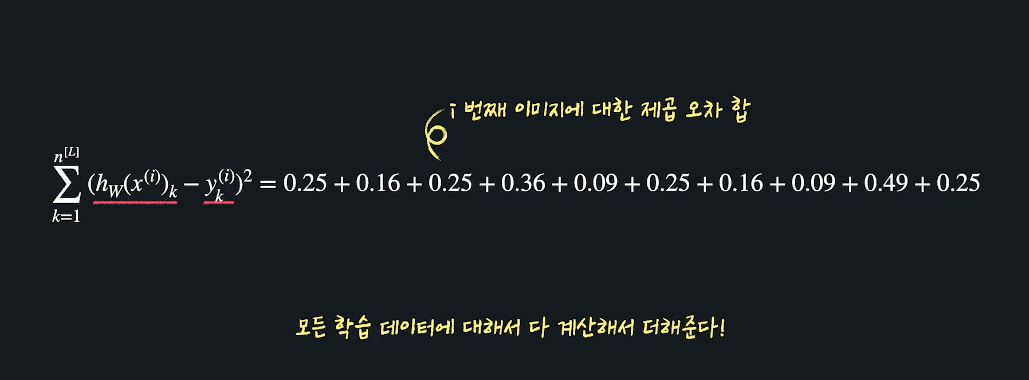 i 번째 이미지에 대한 제곱 오차 합
n^{[L]} ∑_{k=1} (h_W(x^{(i)})_k − y_k^{(i)})^2 = 0.25 + 0.16 + 0.25 + 0.36 + 0.09 + 0.25 + 0.16 + 0.09 + 0.49 + 0.25
모든 학습 데이터에 대해서 다 계산해서 더해준다!